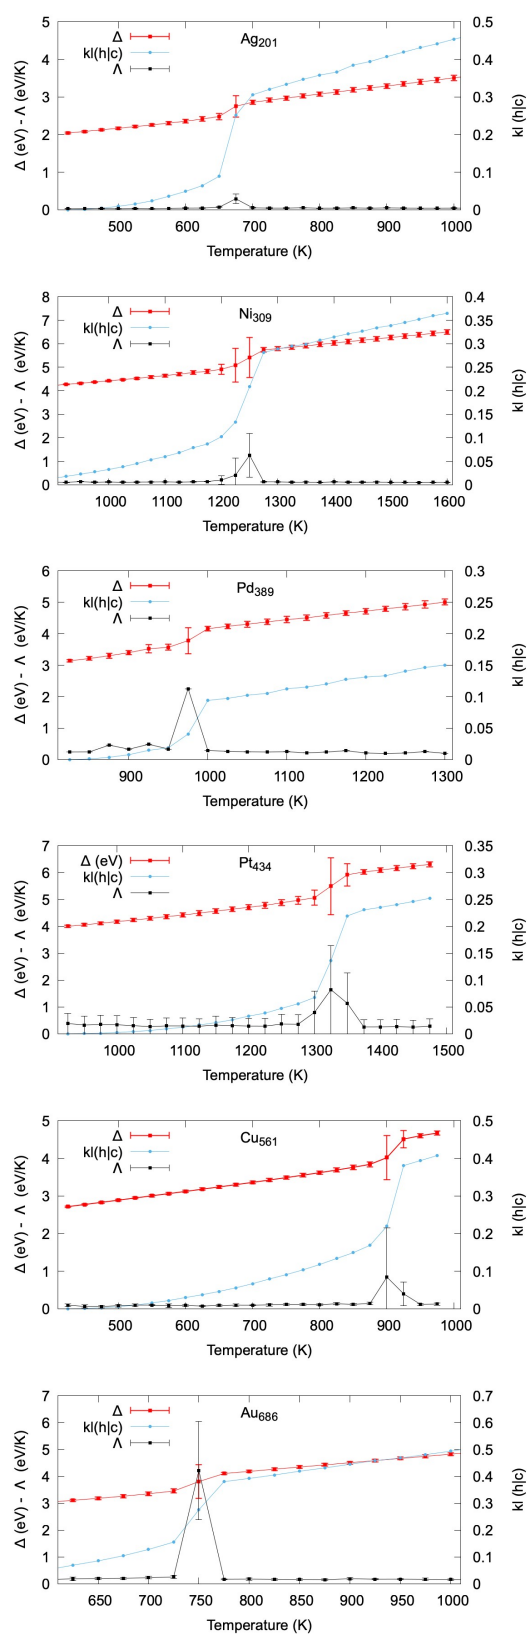 Ag201
Δ
kl(h|c)
Λ
Δ (eV) - Λ (eV/K)
kl (h|c)
5
4
3
2
1
0
0.5
0.4
0.3
0.2
0.1
0
500 600 700 800 900 1000
Temperature (K)
Ni309
Δ
kl(h|c)
Λ
Δ (eV) - Λ (eV/K)
kl (h|c)
8
7
6
5
4
3
2
1
0
0.4
0.35
0.3
0.25
0.2
0.15
0.1
0.05
0
1000 1100 1200 1300 1400 1500 1600
Temperature (K)
Pd389
Δ
kl(h|c)
Λ
Δ (eV) - Λ (eV/K)
kl (h|c)
6
5
4
3
2
1
0
0.3
0.25
0.2
0.15
0.1
0.05
0
900 1000 1100 1200 1300
Temperature (K)
Pt434
Δ (eV)
kl(h|c)
Λ
Δ (eV) - Λ (eV/K)
kl (h|c)
7
6
5
4
3
2
1
0
0.35
0.3
0.25
0.2
0.15
0.1
0.05
0
1000 1100 1200 1300 1400 1500
Temperature (K)
Cu561
Δ
kl(h|c)
Λ
Δ (eV) - Λ (eV/K)
kl (h|c)
5
4
3
2
1
0
0.5
0.4
0.3
0.2
0.1
0
500 600 700 800 900 1000
Temperature (K)
Au686
Δ
kl(h|c)
Λ
Δ (eV) - Λ (eV/K)
kl (h|c)
7
6
5
4
3
2
1
0
0.7
0.6
0.5
0.4
0.3
0.2
0.1
0
650 700 750 800 850 900 950 1000
Temperature (K)